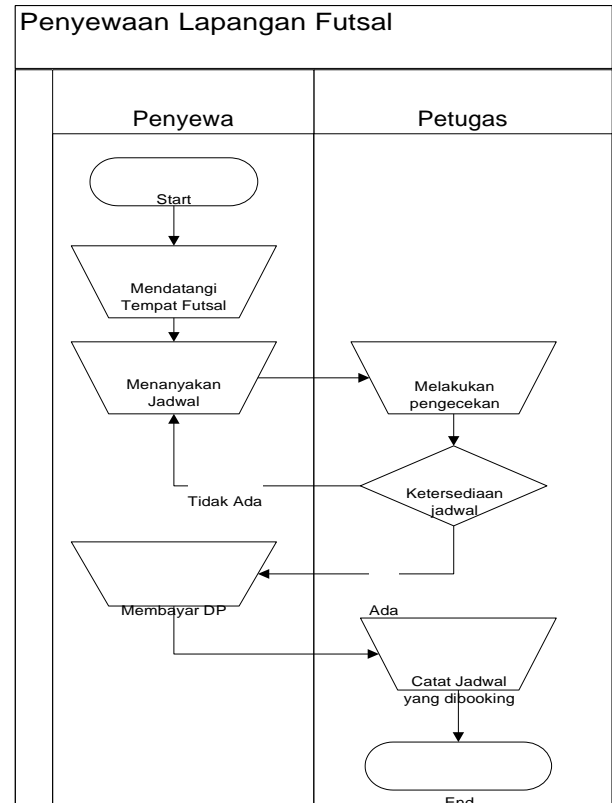 Penyewaan Lapangan Futsal
Penyewa
Petugas
Start
Mendatangi
Tempat Futsal
Menanyakan
Jadwal
Melakukan
pengecekan
Ketersediaan
jadwal
Tidak Ada
Ada
Membayar DP
Catat Jadwal
yang dibooking
End